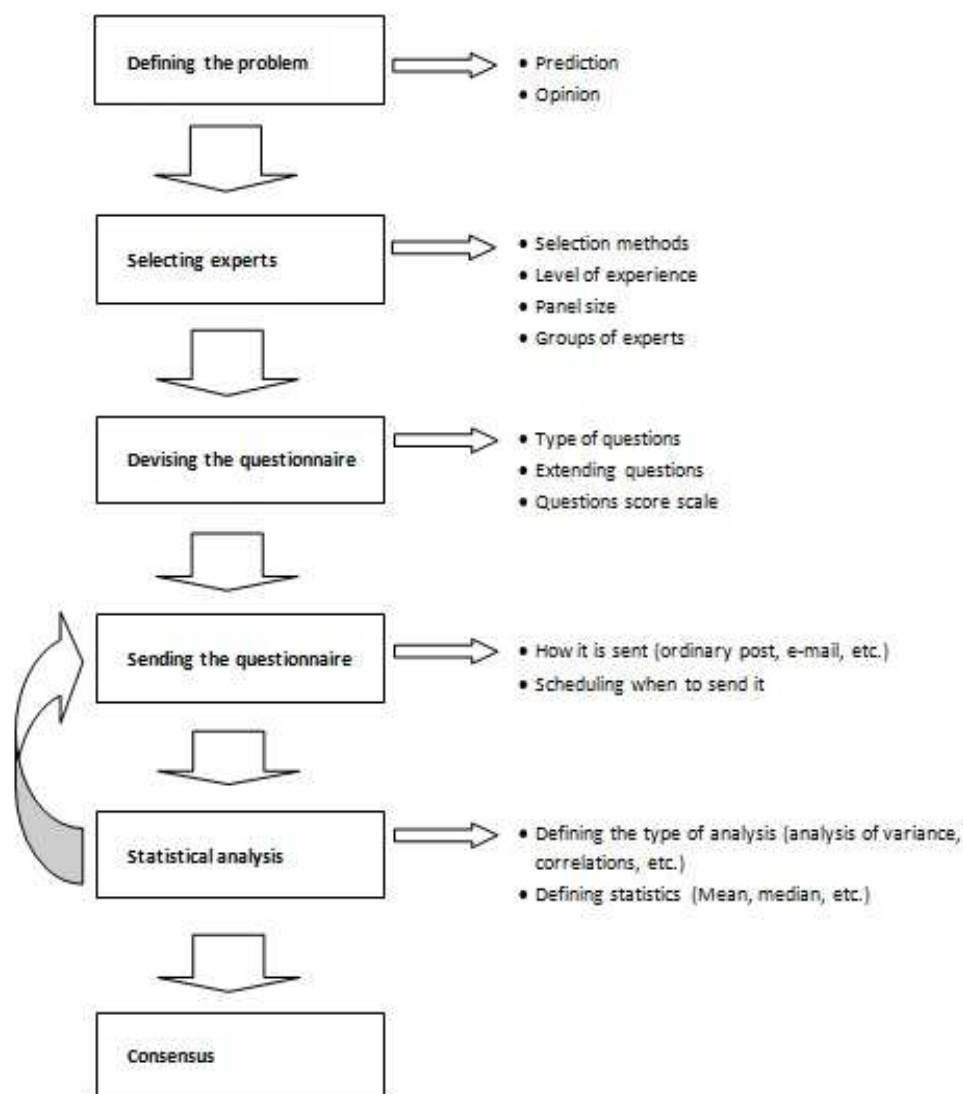 Defining the problem
• Prediction
• Opinion
Selecting experts
• Selection methods
• Level of experience
• Panel size
• Groups of experts
Devising the questionnaire
• Type of questions
• Extending questions
• Questions score scale
Sending the questionnaire
• How it is sent (ordinary post, e-mail, etc.)
• Scheduling when to send it
Statistical analysis
• Defining the type of analysis (analysis of variance,
correlations, etc.)
• Defining statistics (Mean, median, etc.)
Consensus